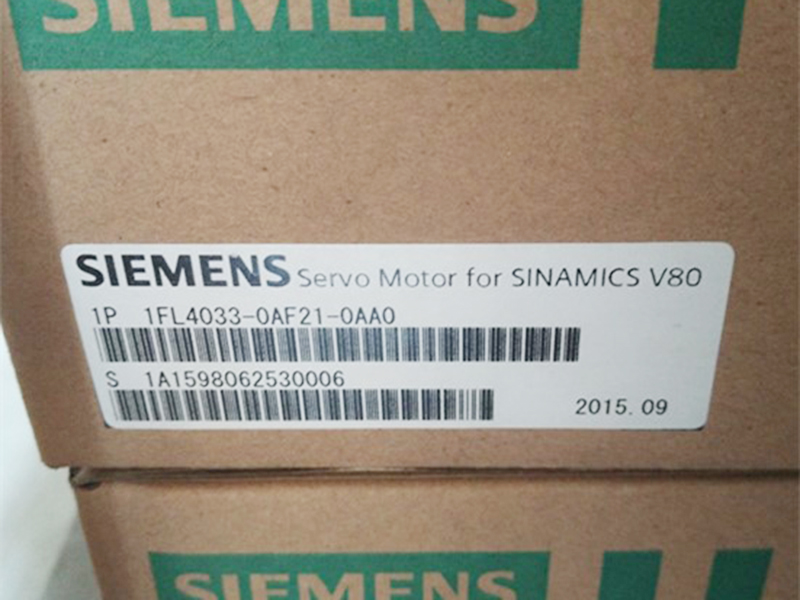 SIEMENS
SIEMENS Servo Motor for SINAMICS V80
1P 1FL4033-0AF21-0AA0
S 1A1598062530006
2015.09
SIEMENS